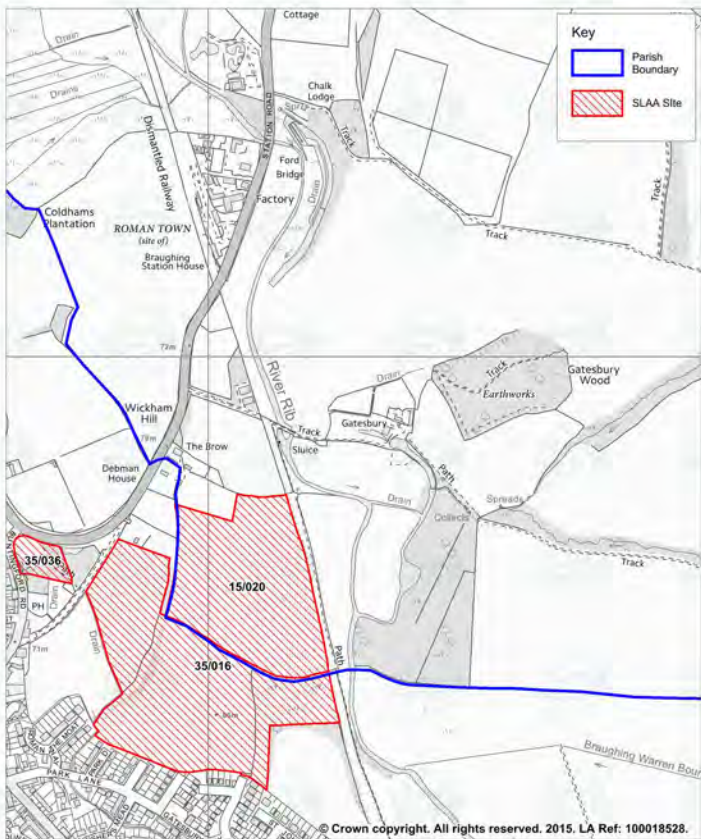 Key
Parish
Boundary
SLAA Site
Drain
Drains
Cottage
STATION ROAD
Chalk
Lodge
Track
Track
Ford
Bridge
Drain
Factory
Dismantled Railway
Coldhams
Plantation
ROMAN TOWN
(site of)
Braughing
Station House
Track
River Rib
Drain
Track
Earthworks
Gatesbury
Wood
Wickham
Hill
The Brow
Track
Gatesbury
Sluice
Debman
House
Path
Drain
Spreads
Collects
Track
35/036
15/020
Drain
PH
71m
Drain
35/016
Path
PARK LANE
Braughing Warren Bour
© Crown copyright. All rights reserved. 2015. LA Ref: 100018528.